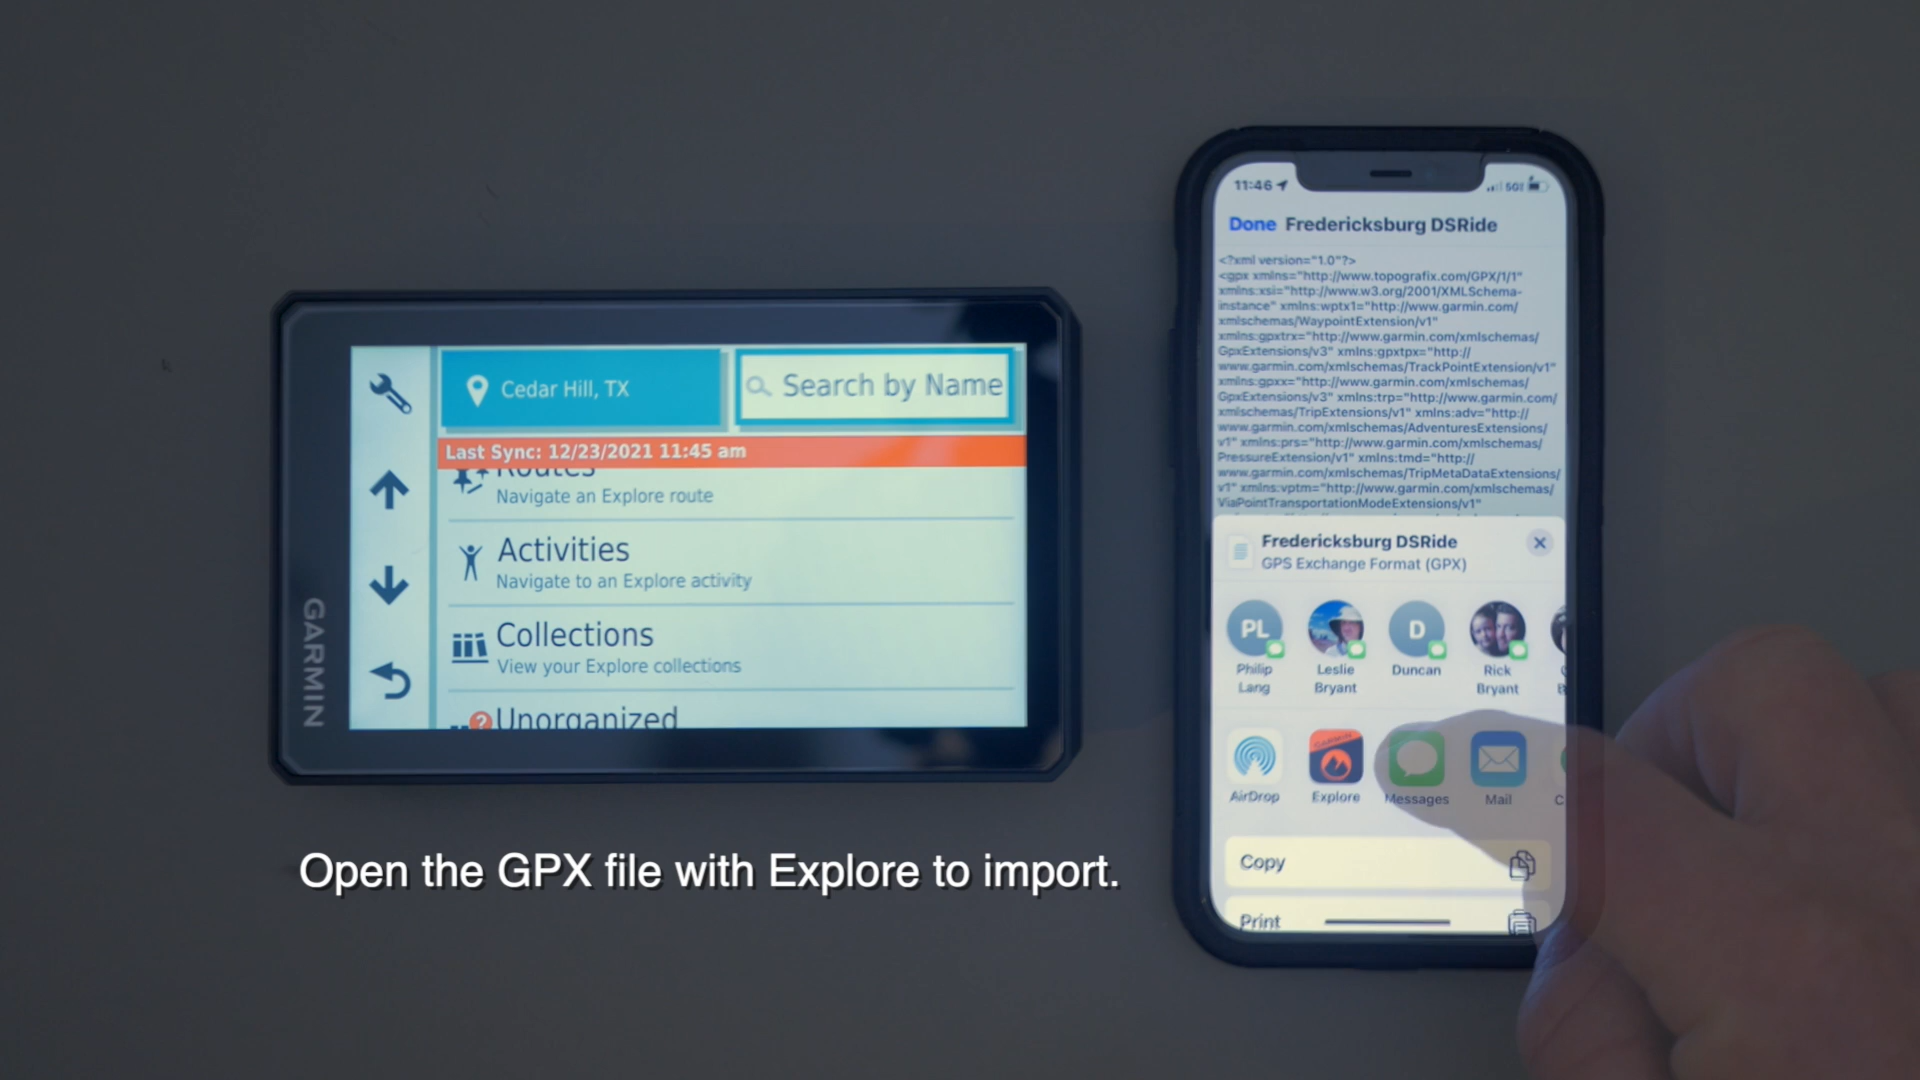 GARMIN
Cedar Hill, TX
Search by Name
Last Sync: 12/23/2021 11:45 am
Routes
Navigate an Explore route
Activities
Navigate to an Explore activity
Collections
View your Explore collections
?
Unorganized
Open the GPX file with Explore to import.
11:46
Done Fredericksburg DSRide
<?xml version="1.0"?>
<gpx xmlns="http://www.topografix.com/GPX/1/1"
xmlns:xsi="http://www.w3.org/2001/XMLSchema-
instance" xmlns:wptx1="http://www.garmin.com/
xmlschemas/WaypointExtension/v1"
xmlns:gpxtrx="http://www.garmin.com/xmlschemas/
GpxExtensions/v3" xmlns:gpxtpx="http://
www.garmin.com/xmlschemas/TrackPointExtension/v1"
xmlns:gpxx="http://www.garmin.com/xmlschemas/
GpxExtensions/v3" xmlns:trp="http://www.garmin.com/
xmlschemas/TripExtensions/v1" xmlns:adv="http://
www.garmin.com/xmlschemas/AdventuresExtensions/
v1" xmlns:prs="http://www.garmin.com/xmlschemas/
PressureExtension/v1" xmlns:tmd="http://
www.garmin.com/xmlschemas/TripMetaDataExtensions/
v1" xmlns:vptm="http://www.garmin.com/xmlschemas/
ViaPointTransportationModeExtensions/v1"
Fredericksburg DSRide
GPS Exchange Format (GPX)
PL
D
Philip
Lang
Leslie
Bryant
Duncan
Rick
Bryant
GARMIN
AirDrop
Explore
Messages
Mail
Copy
Print